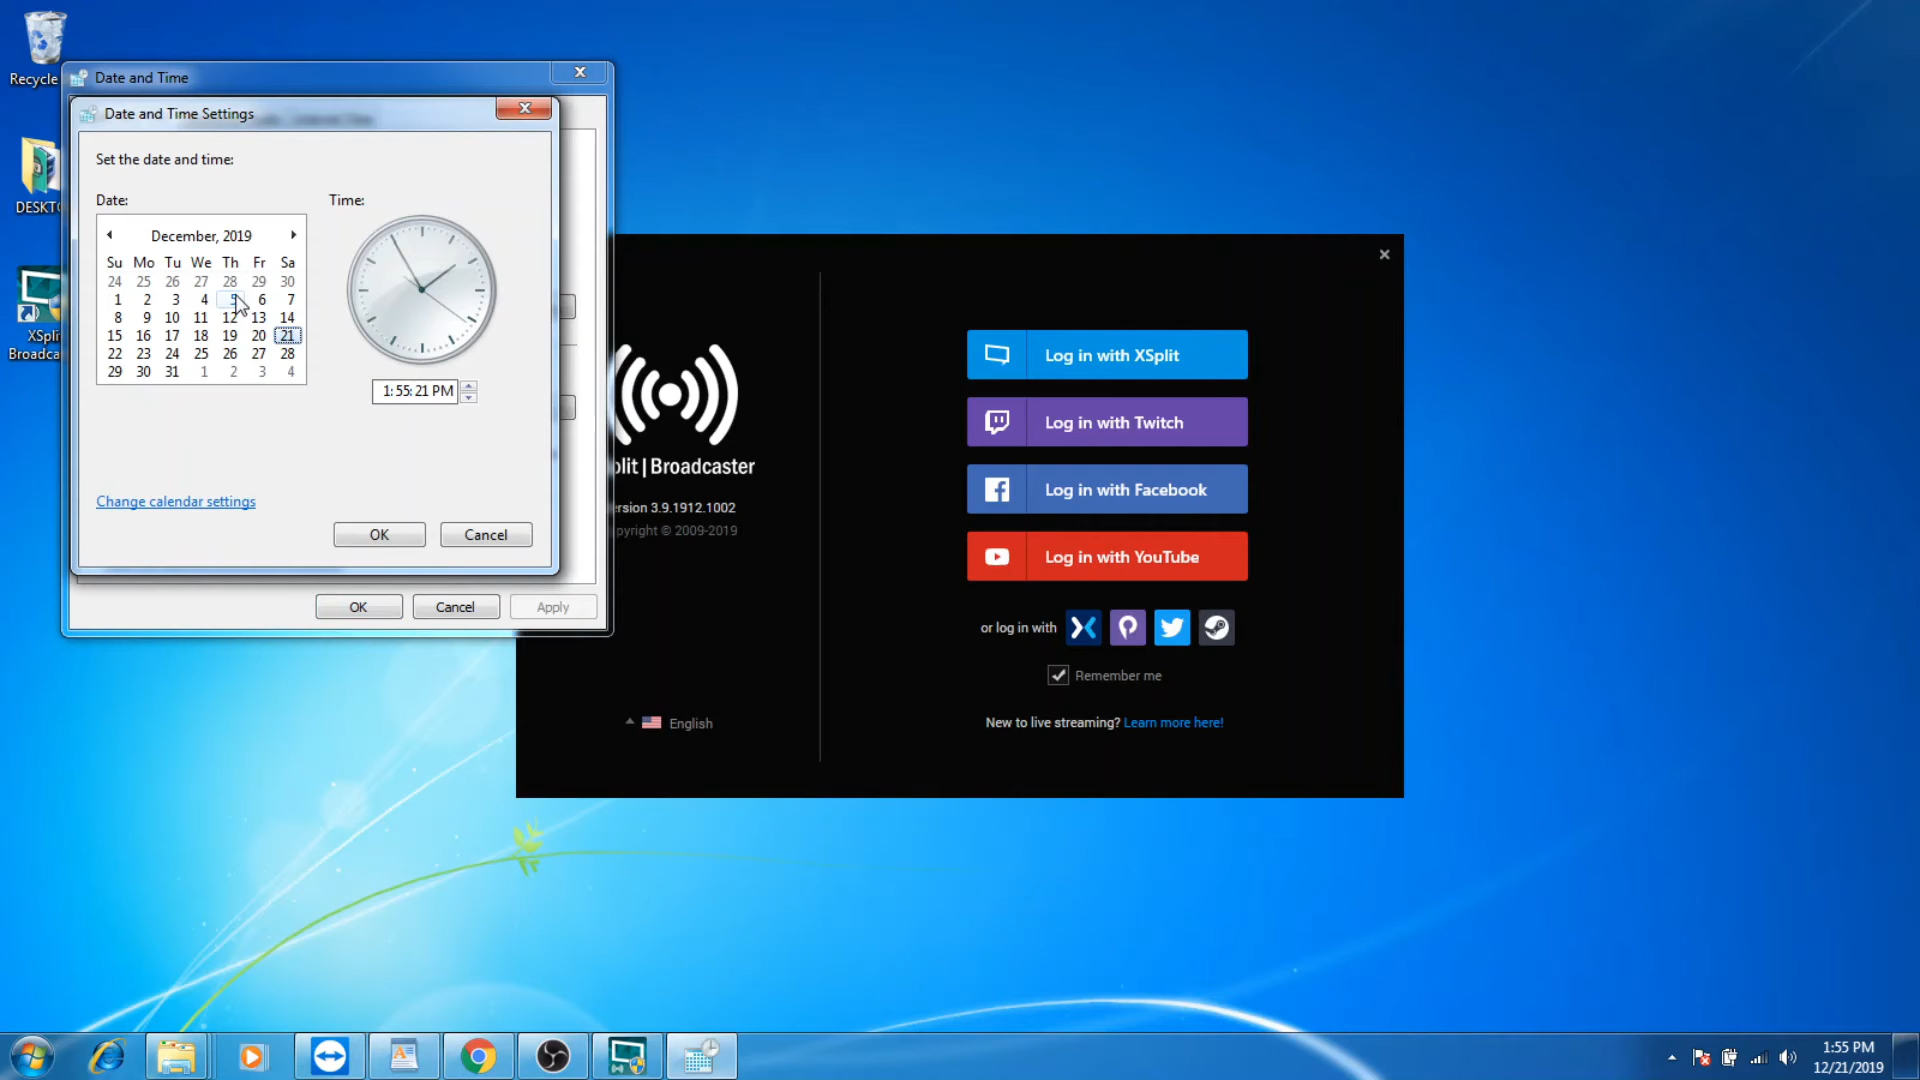 Recycle
DESKT
XSpli
Broadca
Date and Time
Date and Time Settings
Set the date and time:
Date:
Time:
December, 2019
Su Mo Tu We Th Fr Sa
24 25 26 27 28 29 30
1 2 3 4 5 6 7
8 9 10 11 12 13 14
15 16 17 18 19 20 21
22 23 24 25 26 27 28
29 30 31 1 2 3 4
1:55:21 PM
Change calendar settings
OK
Cancel
OK
Cancel
Apply
plit | Broadcaster
ersion 3.9.1912.1002
pyright © 2009-2019
English
Log in with XSplit
Log in with Twitch
Log in with Facebook
Log in with YouTube
or log in with
Remember me
New to live streaming? Learn more here!
1:55 PM
12/21/2019